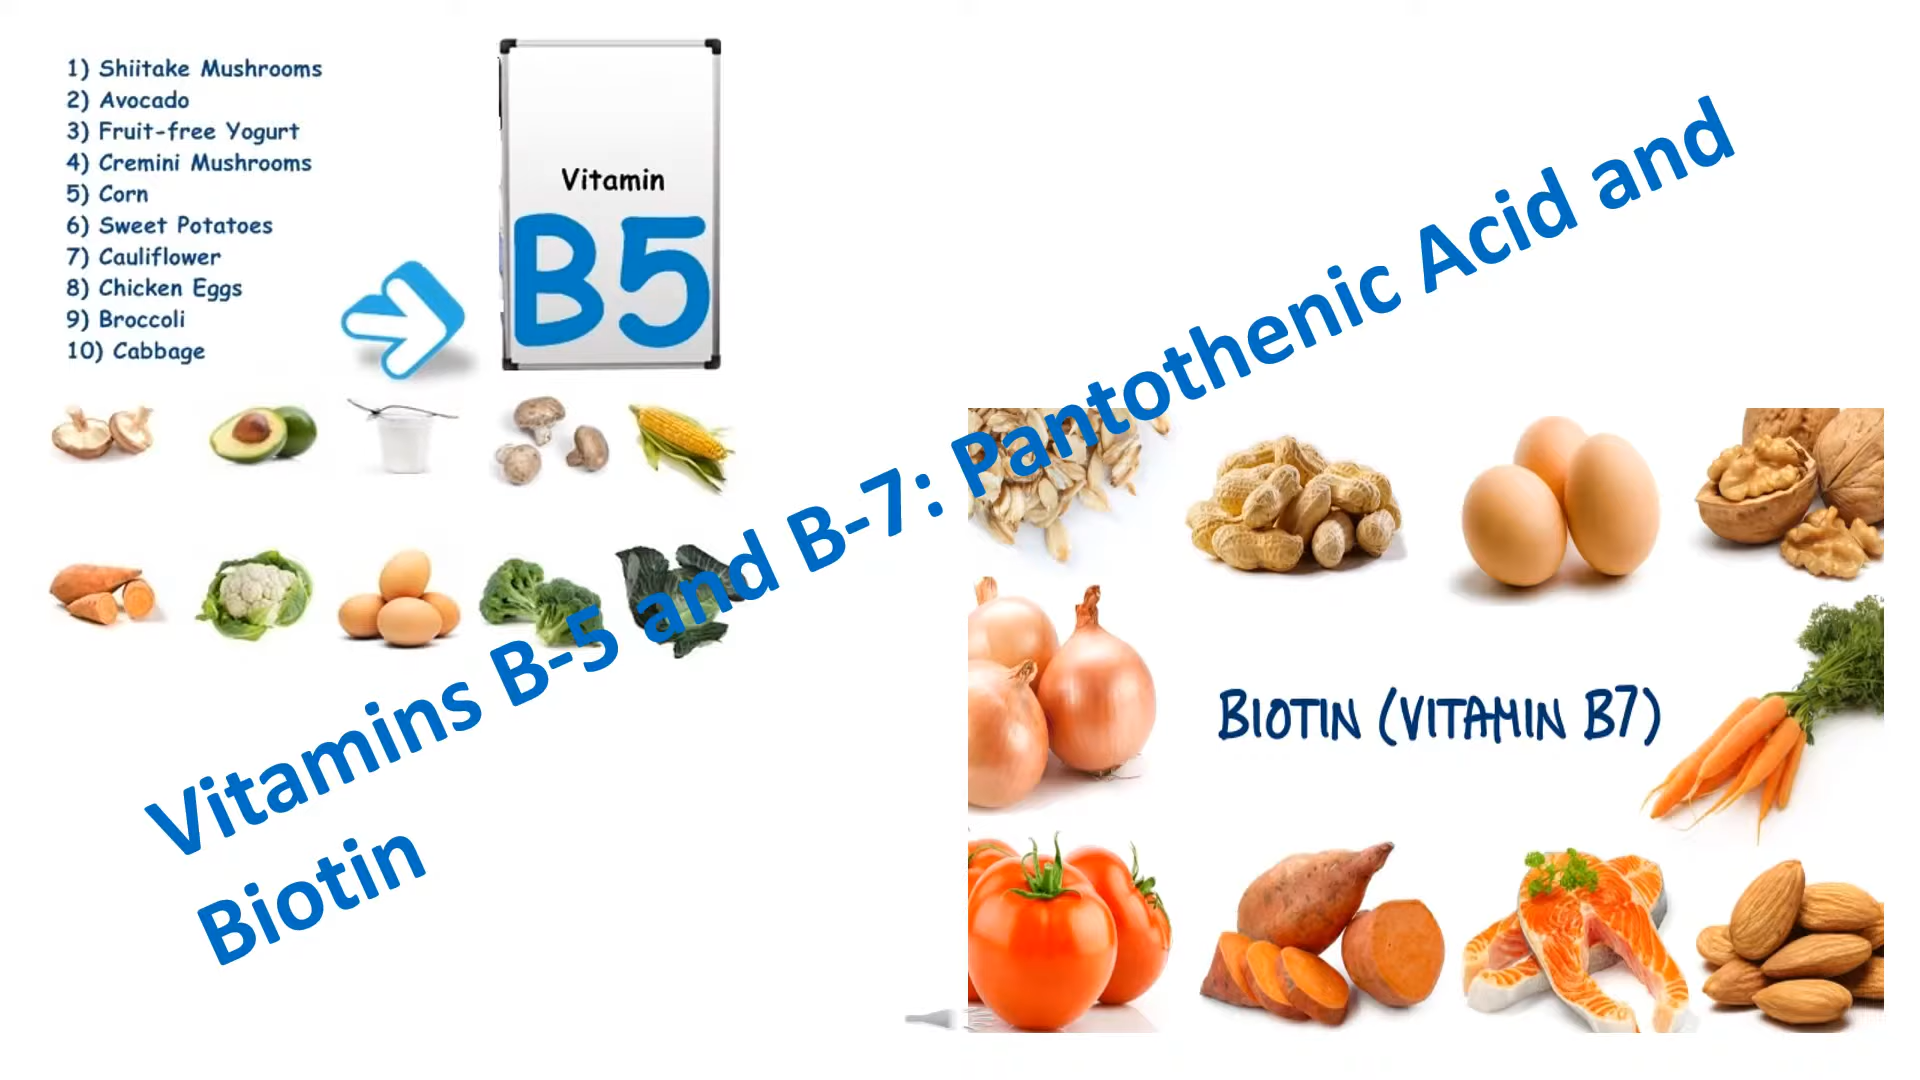 1) Shiitake Mushrooms
2) Avocado
3) Fruit-free Yogurt
4) Cremini Mushrooms
5) Corn
6) Sweet Potatoes
7) Cauliflower
8) Chicken Eggs
9) Broccoli
10) Cabbage
Vitamin
B5
Vitamins B-5 and B-7: Pantothenic Acid and
Biotin
BIOTIN (VITAMIN B7)